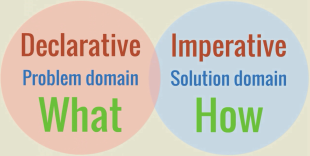 Declarative
Problem domain
What
Imperative
Solution domain
How